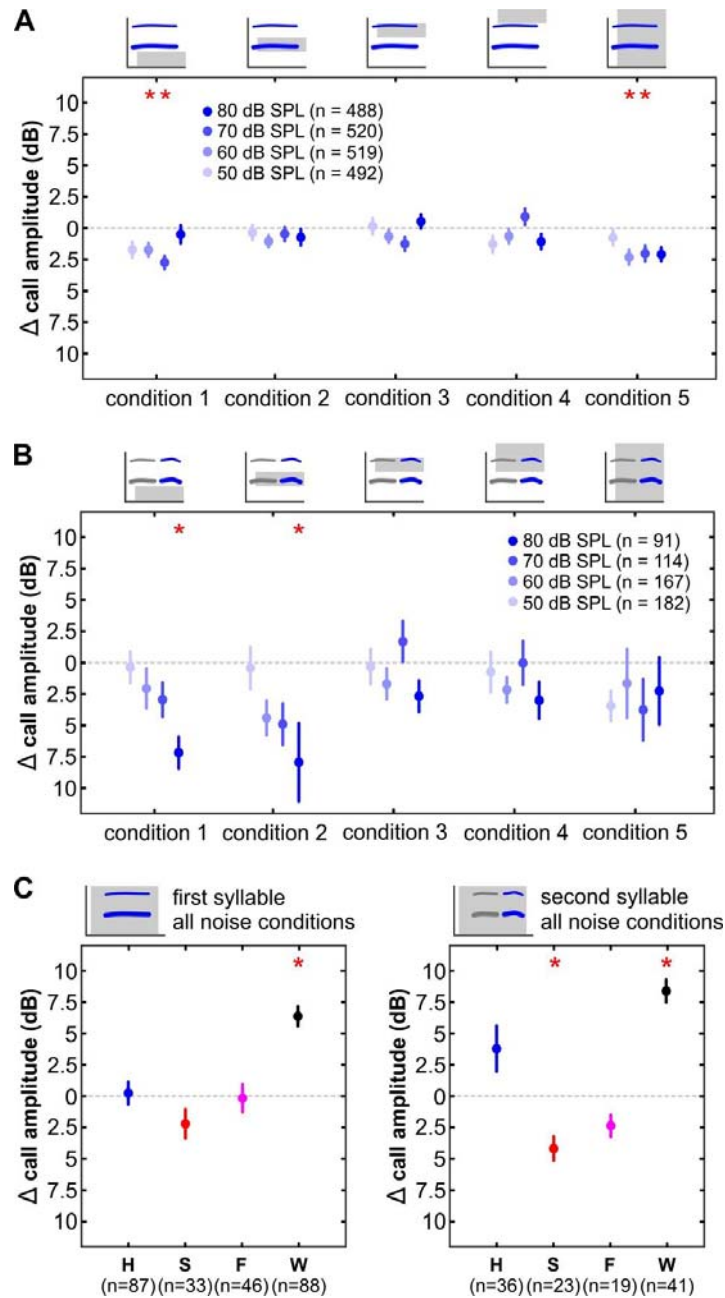 A
* *
* *
10
7.5
5
2.5
0
2.5
5
7.5
10
Δ call amplitude (dB)
80 dB SPL (n = 488)
70 dB SPL (n = 520)
60 dB SPL (n = 519)
50 dB SPL (n = 492)
condition 1 condition 2 condition 3 condition 4 condition 5
B
*
*
10
7.5
5
2.5
0
2.5
5
7.5
10
Δ call amplitude (dB)
80 dB SPL (n = 91)
70 dB SPL (n = 114)
60 dB SPL (n = 167)
50 dB SPL (n = 182)
condition 1 condition 2 condition 3 condition 4 condition 5
C
first syllable
all noise conditions
*
10
7.5
5
2.5
0
2.5
5
7.5
10
Δ call amplitude (dB)
H S F W
(n=87) (n=33) (n=46) (n=88)
second syllable
all noise conditions
* *
10
7.5
5
2.5
0
2.5
5
7.5
10
Δ call amplitude (dB)
H S F W
(n=36) (n=23) (n=19) (n=41)